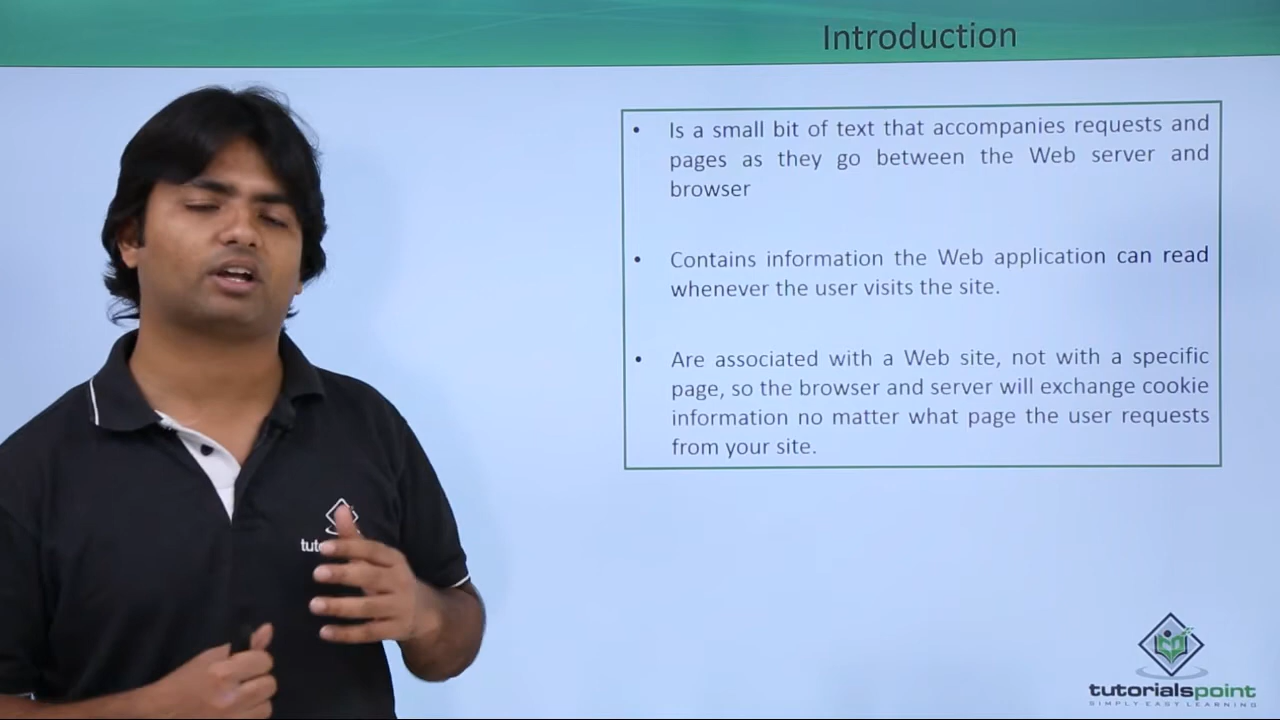 Introduction
• Is a small bit of text that accompanies requests and
pages as they go between the Web server and
browser
• Contains information the Web application can read
whenever the user visits the site.
• Are associated with a Web site, not with a specific
page, so the browser and server will exchange cookie
information no matter what page the user requests
from your site.
tuto
tutorialspoint
SIMPLY EASY LEARNING